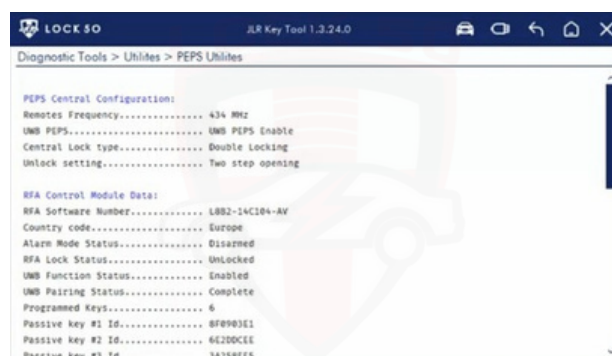 LOCK 50
JLR Key Tool 1.3.24.0
Diagnostic Tools > Utilites > PEPS Utilites
PEPS Central Configuration:
Remotes Frequency............... 434 MHz
UWB PEPS........................ UWB PEPS Enable
Central Lock type............... Double Locking
Unlock setting.................. Two step opening
RFA Control Module Data:
RFA Software Number............. L8B2-14C104-AV
Country code.................... Europe
Alarm Mode Status............... Disarmed
RFA Lock Status................. UnLocked
UWB Function Status............. Enabled
UWB Pairing Status.............. Complete
Programmed Keys................. 6
Passive key #1 Id............... 8F0903E1
Passive key #2 Id............... 6E2DDCEE
Passive key #3 Id